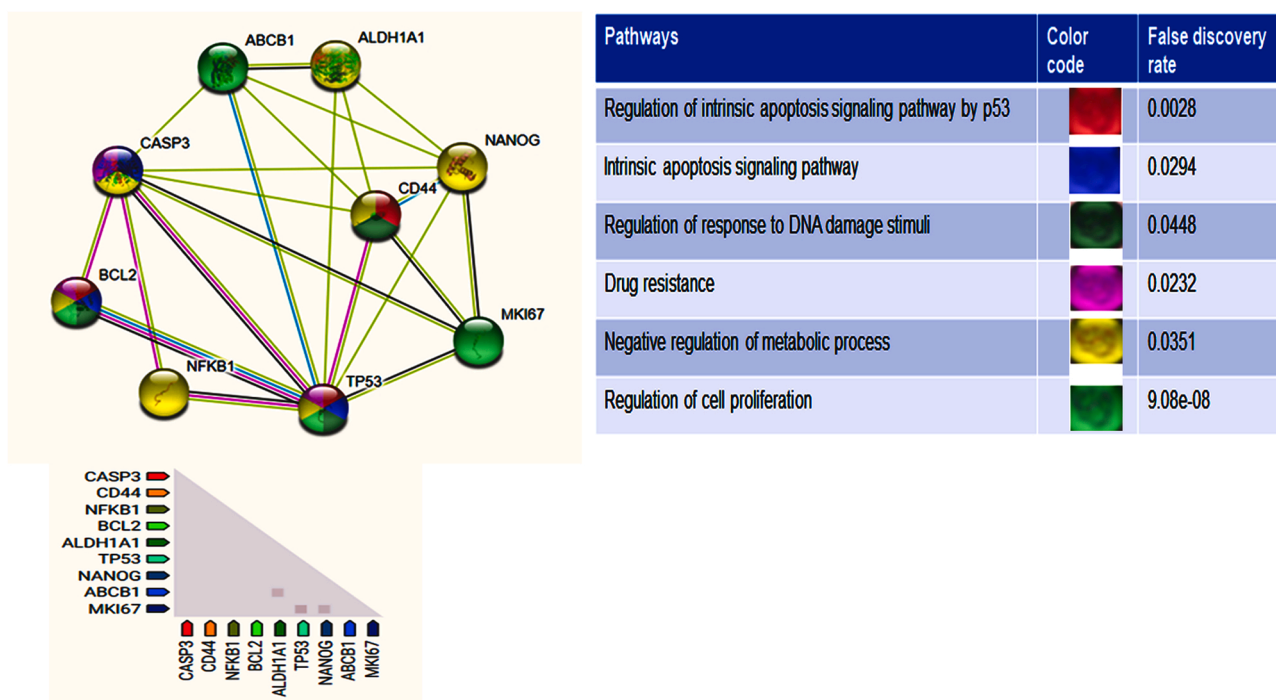 ABCB1
ALDH1A1
CASP3
NANOG
CD44
BCL2
MKI67
NFKB1
TP53
Pathways Color code False discovery rate
Regulation of intrinsic apoptosis signaling pathway by p53 0.0028
Intrinsic apoptosis signaling pathway 0.0294
Regulation of response to DNA damage stimuli 0.0448
Drug resistance 0.0232
Negative regulation of metabolic process 0.0351
Regulation of cell proliferation 9.08e-08
CASP3
CD44
NFKB1
BCL2
ALDH1A1
TP53
NANOG
ABCB1
MKI67
CASP3 CD44 NFKB1 BCL2 ALDH1A1 TP53 NANOG ABCB1 MKI67